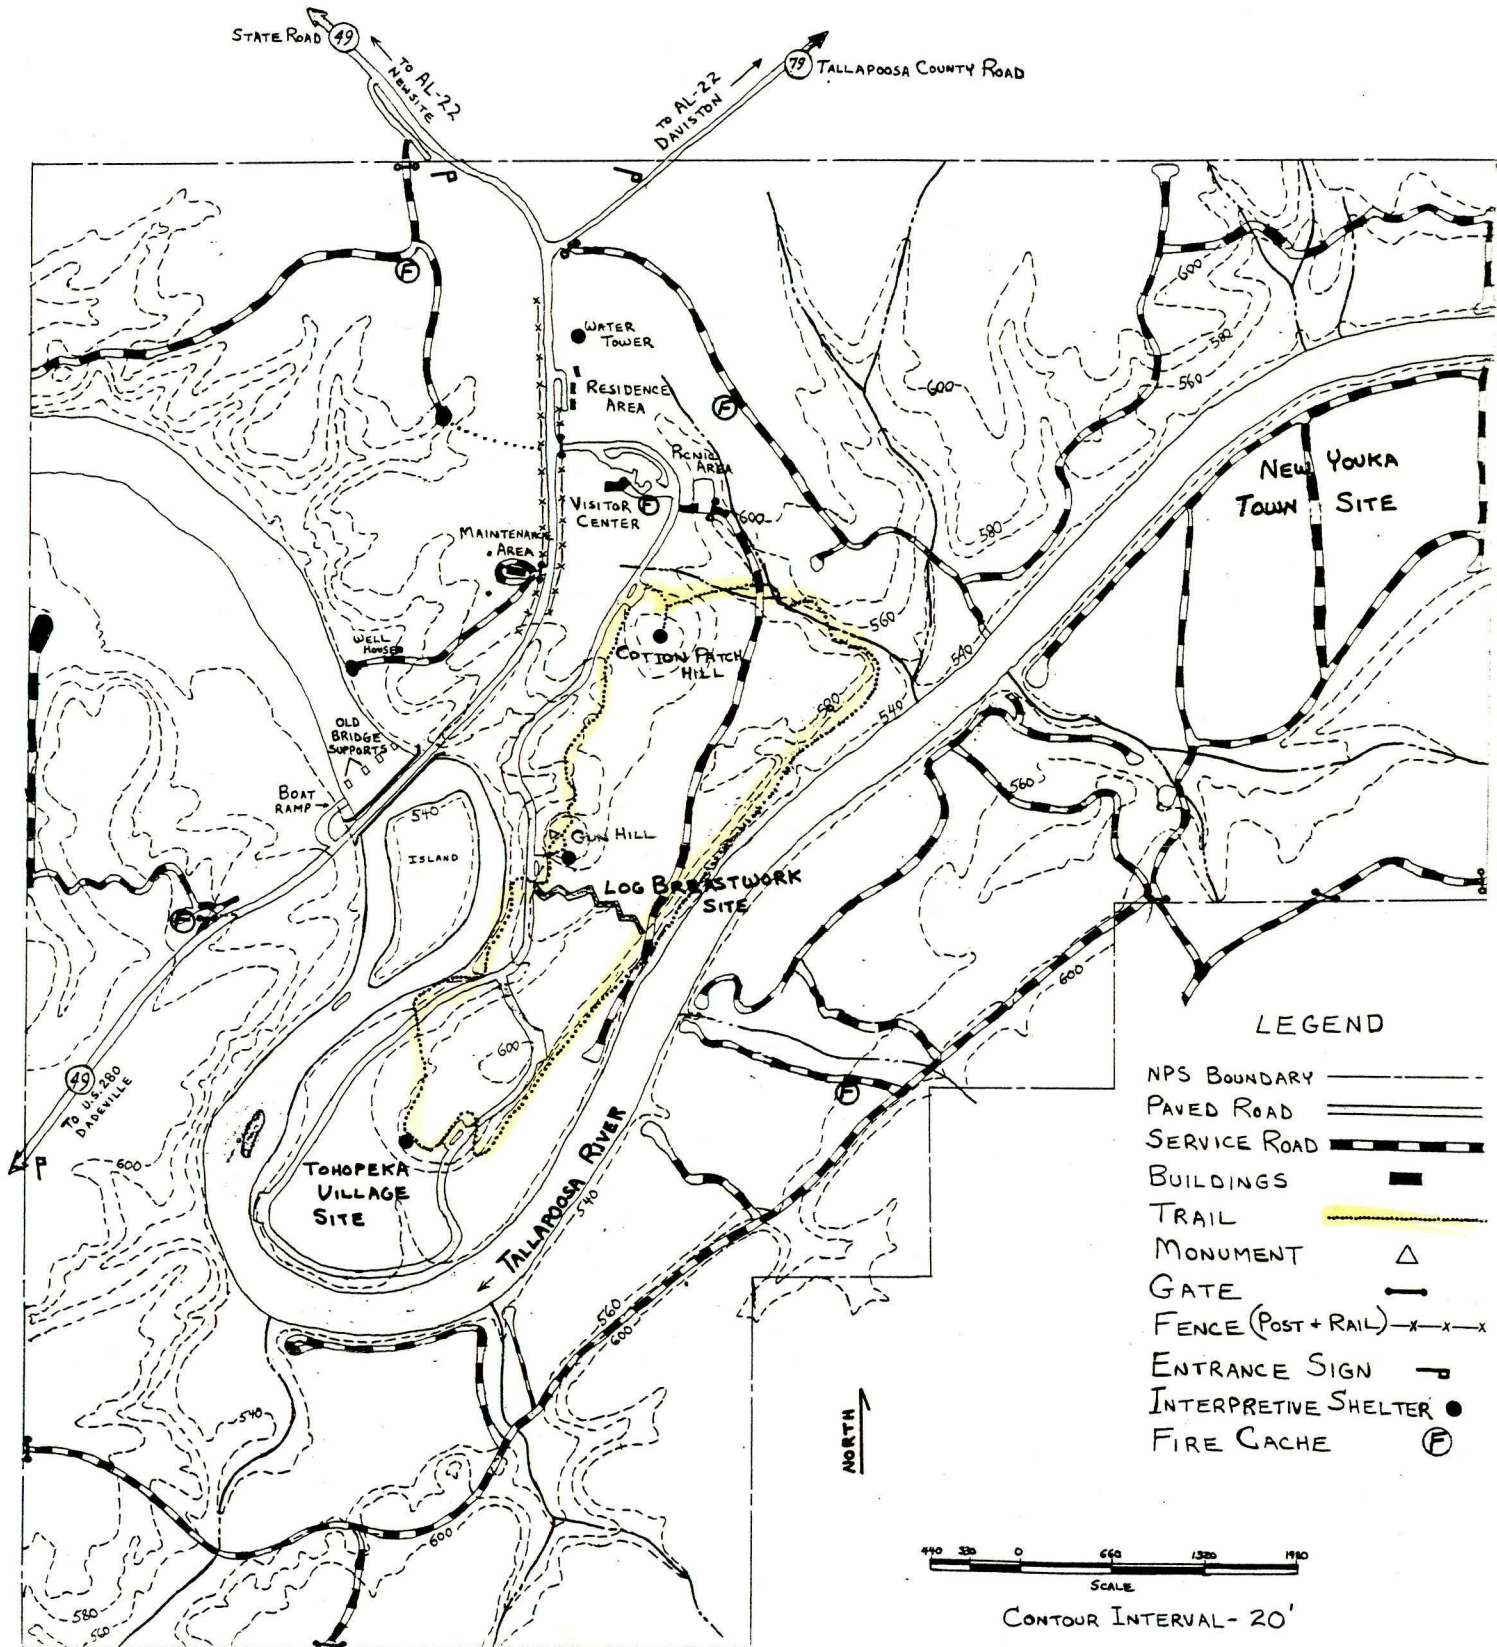 STATE ROAD 49
TO AL-22
NEWSITE
TO AL-22
DAVISTON
79 TALLAPOOSA COUNTY ROAD
600
F
WATER
TOWER
580
560
RESIDENCE
AREA
F
600
PICNIC
AREA
NEW YOUKA
TOWN SITE
VISITOR
CENTER
F
600
580
MAINTENANCE
AREA
560
WELL
HOUSE
COTTON PATCH
HILL
540
580
540
OLD
BRIDGE
SUPPORTS
BOAT
RAMP
540
560
ISLAND
GUN HILL
LOG BREASTWORK
SITE
F
600
600
LEGEND
49
TO U.S. 280
DADEVILLE
F
NPS BOUNDARY
PAVED ROAD
SERVICE ROAD
600
TOHOPEKA
VILLAGE
SITE
TALLAPOOSA RIVER
540
BUILDINGS
TRAIL
MONUMENT
GATE
560
600
FENCE (POST + RAIL)
ENTRANCE SIGN
INTERPRETIVE SHELTER
FIRE CACHE F
540
NORTH
600
580
560
440 330 0 660 1320 1980
SCALE
CONTOUR INTERVAL - 20'